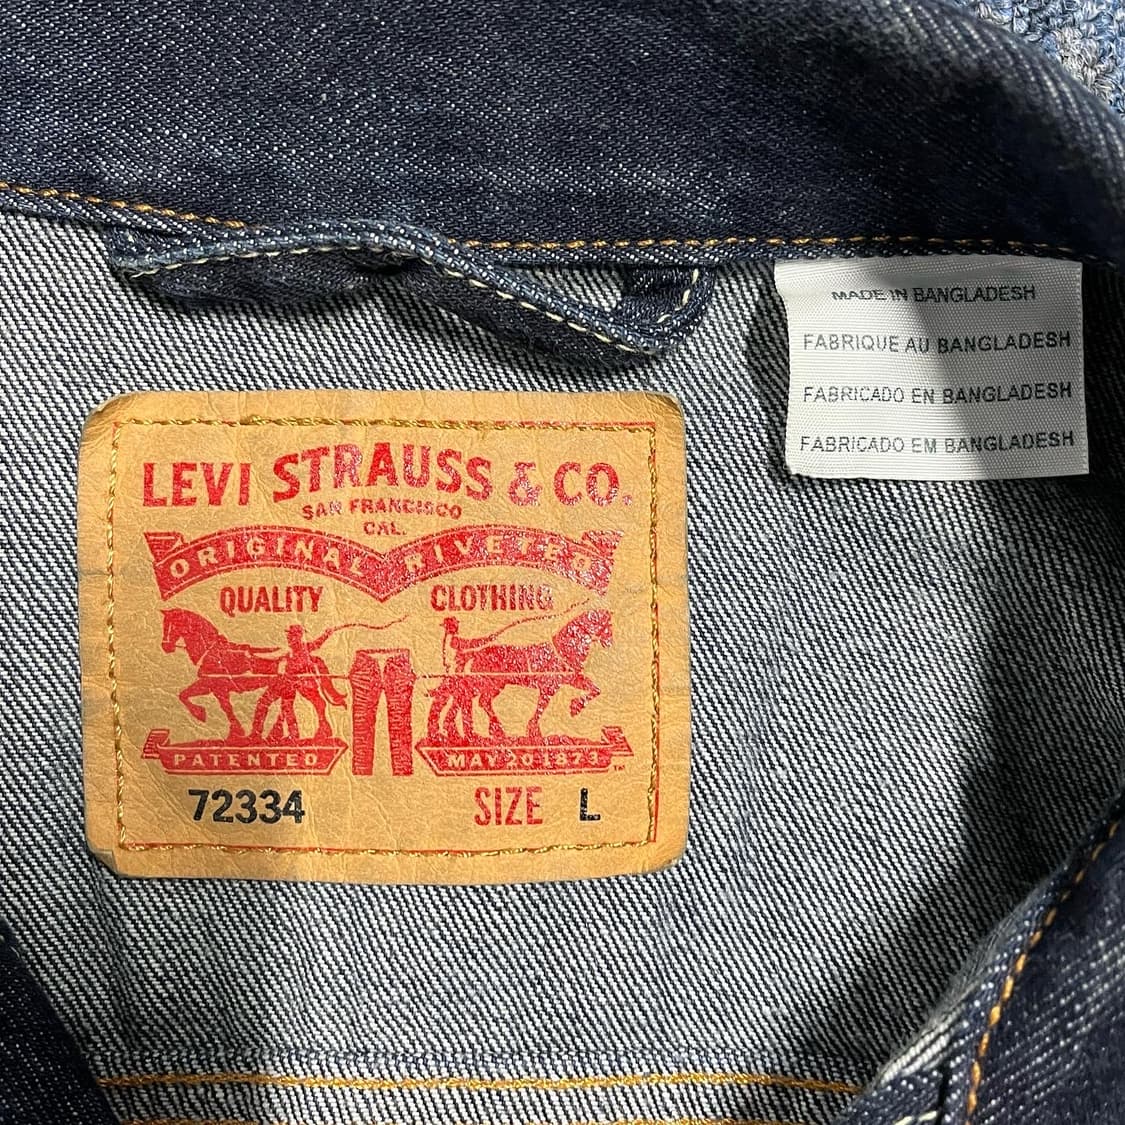 MADE IN BANGLADESH
FABRIQUE AU BANGLADESH
FABRICADO EN BANGLADESH
FABRICADO EM BANGLADESH
LEVI STRAUSS & CO.
SAN FRANCISCO
CAL.
ORIGINAL RIVETED
QUALITY CLOTHING
PATENTED MAY 20 1873 ™
72334 SIZE L